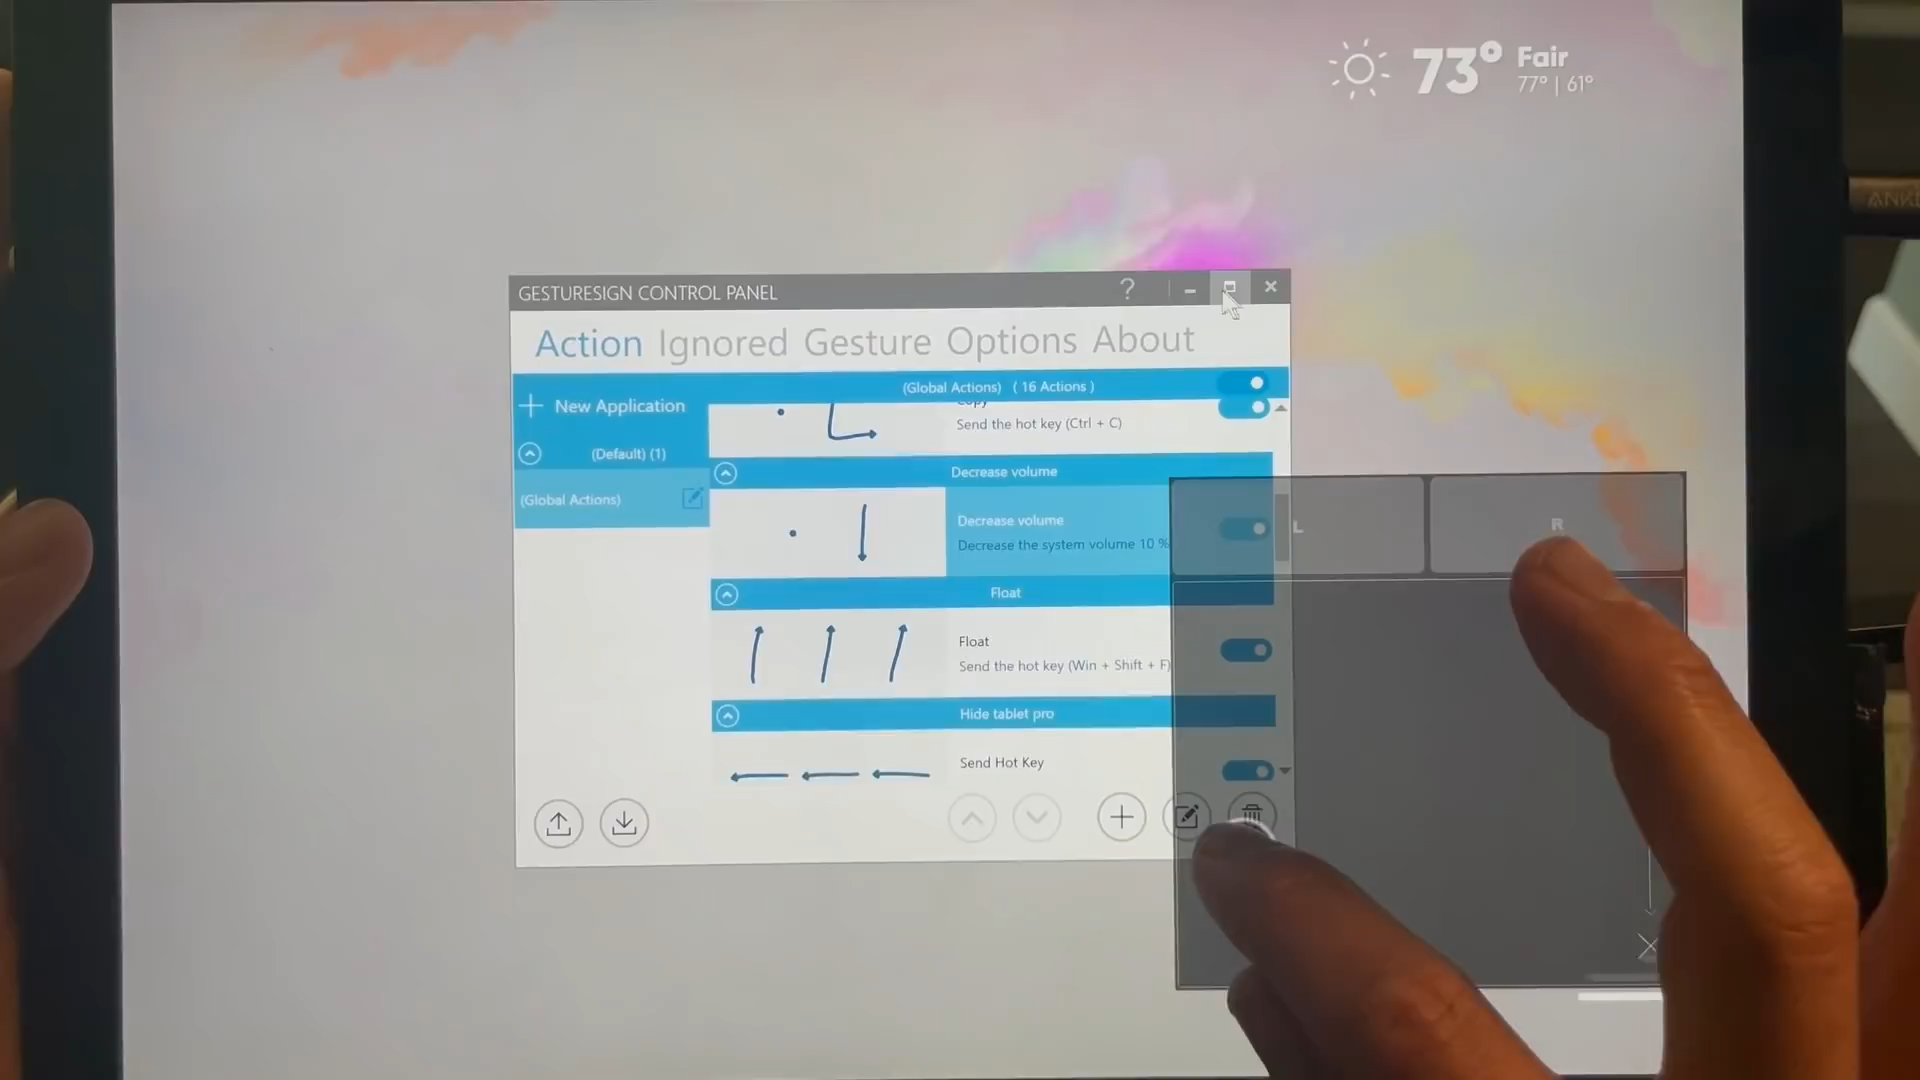 73° Fair
77° | 61°
ANK
GESTURESIGN CONTROL PANEL ?
Action Ignored Gesture Options About
New Application
(Default) (1)
(Global Actions)
(Global Actions) ( 16 Actions )
Copy
Send the hot key (Ctrl + C)
Decrease volume
Decrease volume
Decrease the system volume 10 %
Float
Float
Send the hot key (Win + Shift + F)
Hide tablet pro
Send Hot Key
L
R